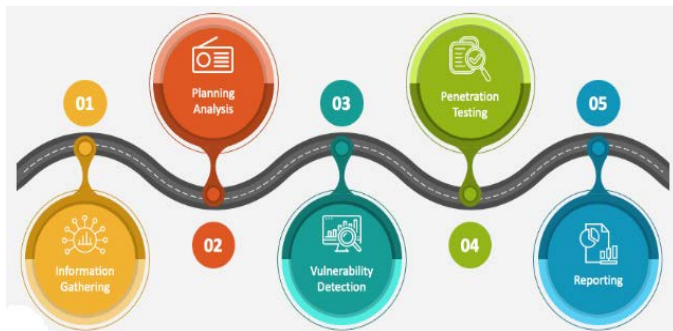 01
Information
Gathering
Planning
Analysis
02
03
Vulnerability
Detection
Penetration
Testing
04
05
Reporting